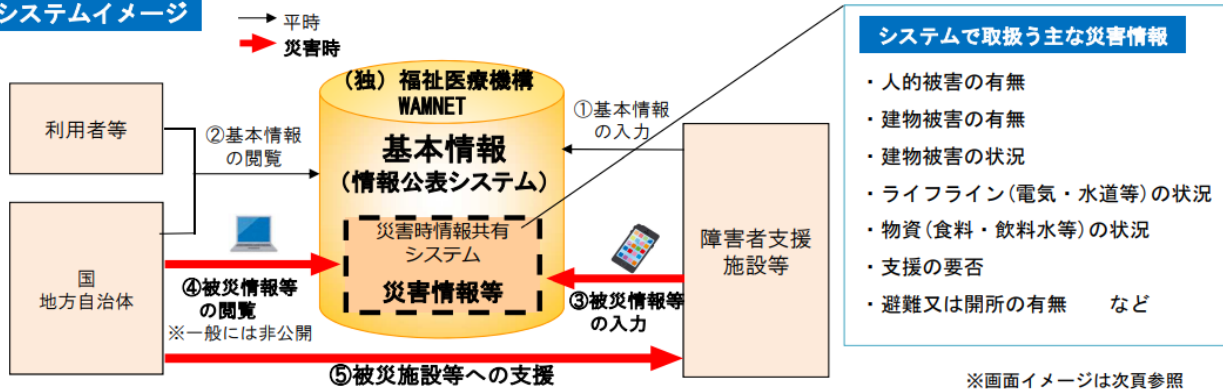 システムイメージ
平時
災害時
利用者等
国
地方自治体
②基本情報
の閲覧
④被災情報等
の閲覧
※一般には非公開
(独)福祉医療機構
WAMNET
基本情報
(情報公表システム)
災害時情報共有
システム
災害情報等
①基本情報
の入力
③被災情報等
の入力
障害者支援
施設等
⑤被災施設等への支援
システムで取扱う主な災害情報
・人的被害の有無
・建物被害の有無
・建物被害の状況
・ライフライン(電気・水道等)の状況
・物資(食料・飲料水等)の状況
・支援の要否
・避難又は開所の有無　など
※画面イメージは次頁参照